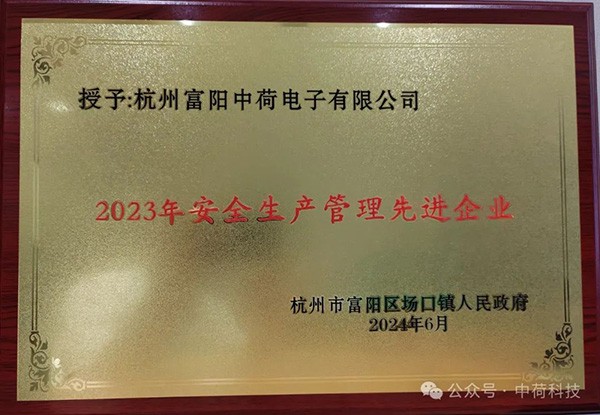 授予:杭州富阳中荷电子有限公司
2023年安全生产管理先进企业
杭州市富阳区场口镇人民政府
2024年6月
公众号 · 中荷科技